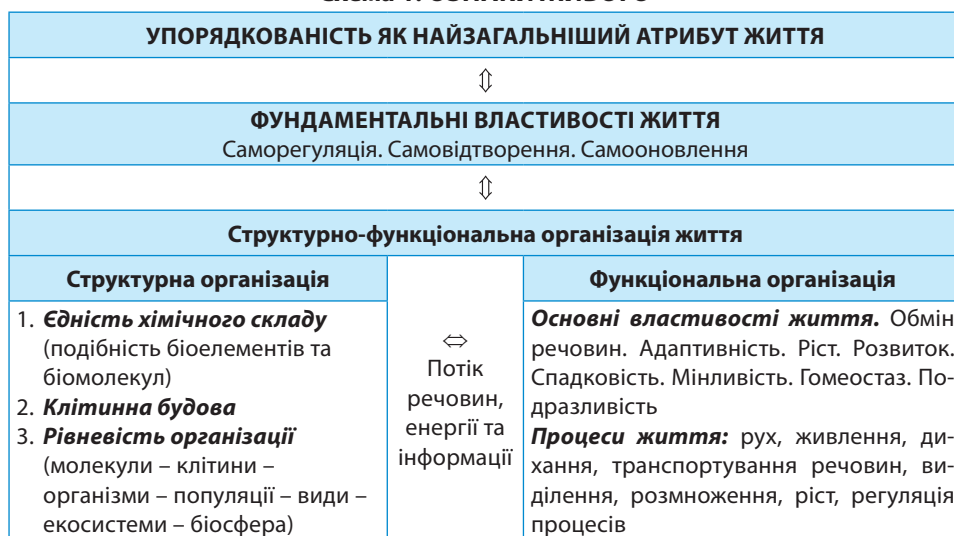 УПОРЯДКОВАНІСТЬ ЯК НАЙЗАГАЛЬНІШИЙ АТРИБУТ ЖИТТЯ
⇕
ФУНДАМЕНТАЛЬНІ ВЛАСТИВОСТІ ЖИТТЯ
Саморегуляція. Самовідтворення. Самооновлення
⇕
Структурно-функціональна організація життя
Структурна організація
1. Єдність хімічного складу
(подібність біоелементів та
біомолекул)
2. Клітинна будова
3. Рівневість організації
(молекули – клітини –
організми – популяції – види –
екосистеми – біосфера)
⇔
Потік
речовин,
енергії та
інформації
Функціональна організація
Основні властивості життя. Обмін
речовин. Адаптивність. Ріст. Розвиток.
Спадковість. Мінливість. Гомеостаз. По-
дразливість
Процеси життя: рух, живлення, ди-
хання, транспортування речовин, ви-
ділення, розмноження, ріст, регуляція
процесів